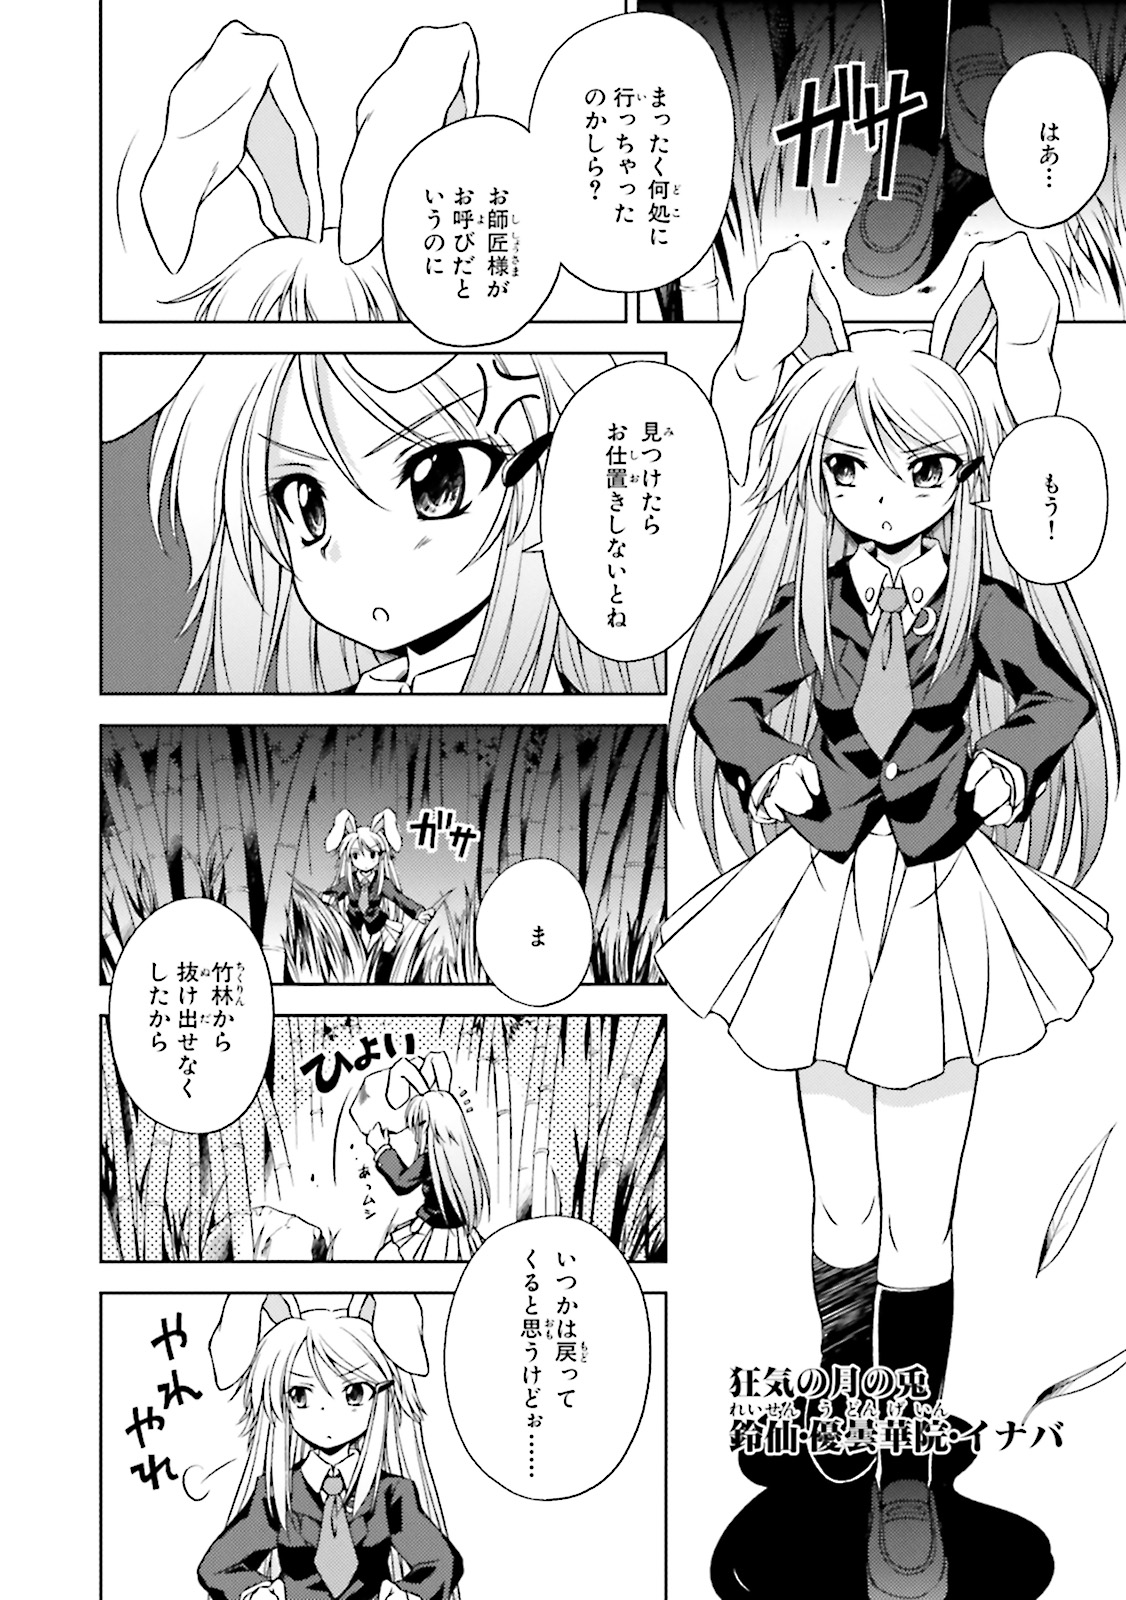 はあ…
ガサ
まったく何処に
行っちゃった
のかしら？
お師匠様が
お呼びだと
いうのに
もう！
狂気の月の兎
鈴仙・優曇華院・イナバ
見つけたら
お仕置きしないとね
ガサ
ま
竹林から
抜け出せなく
したから
ひよい
あっムシ
いつかは戻って
くると思うけどぉ……
やれ
やれ